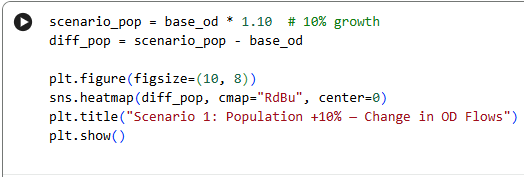 scenario_pop = base_od * 1.10  # 10% growth
diff_pop = scenario_pop - base_od
plt.figure(figsize=(10, 8))
sns.heatmap(diff_pop, cmap="RdBu", center=0)
plt.title("Scenario 1: Population +10% — Change in OD Flows")
plt.show()